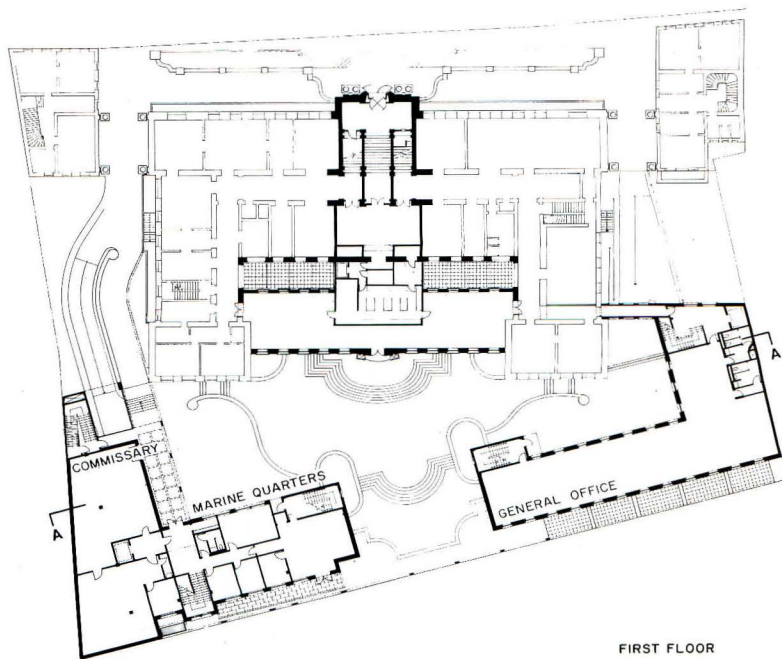 COMMISSARY
MARINE QUARTERS
GENERAL OFFICE
A
A
FIRST FLOOR